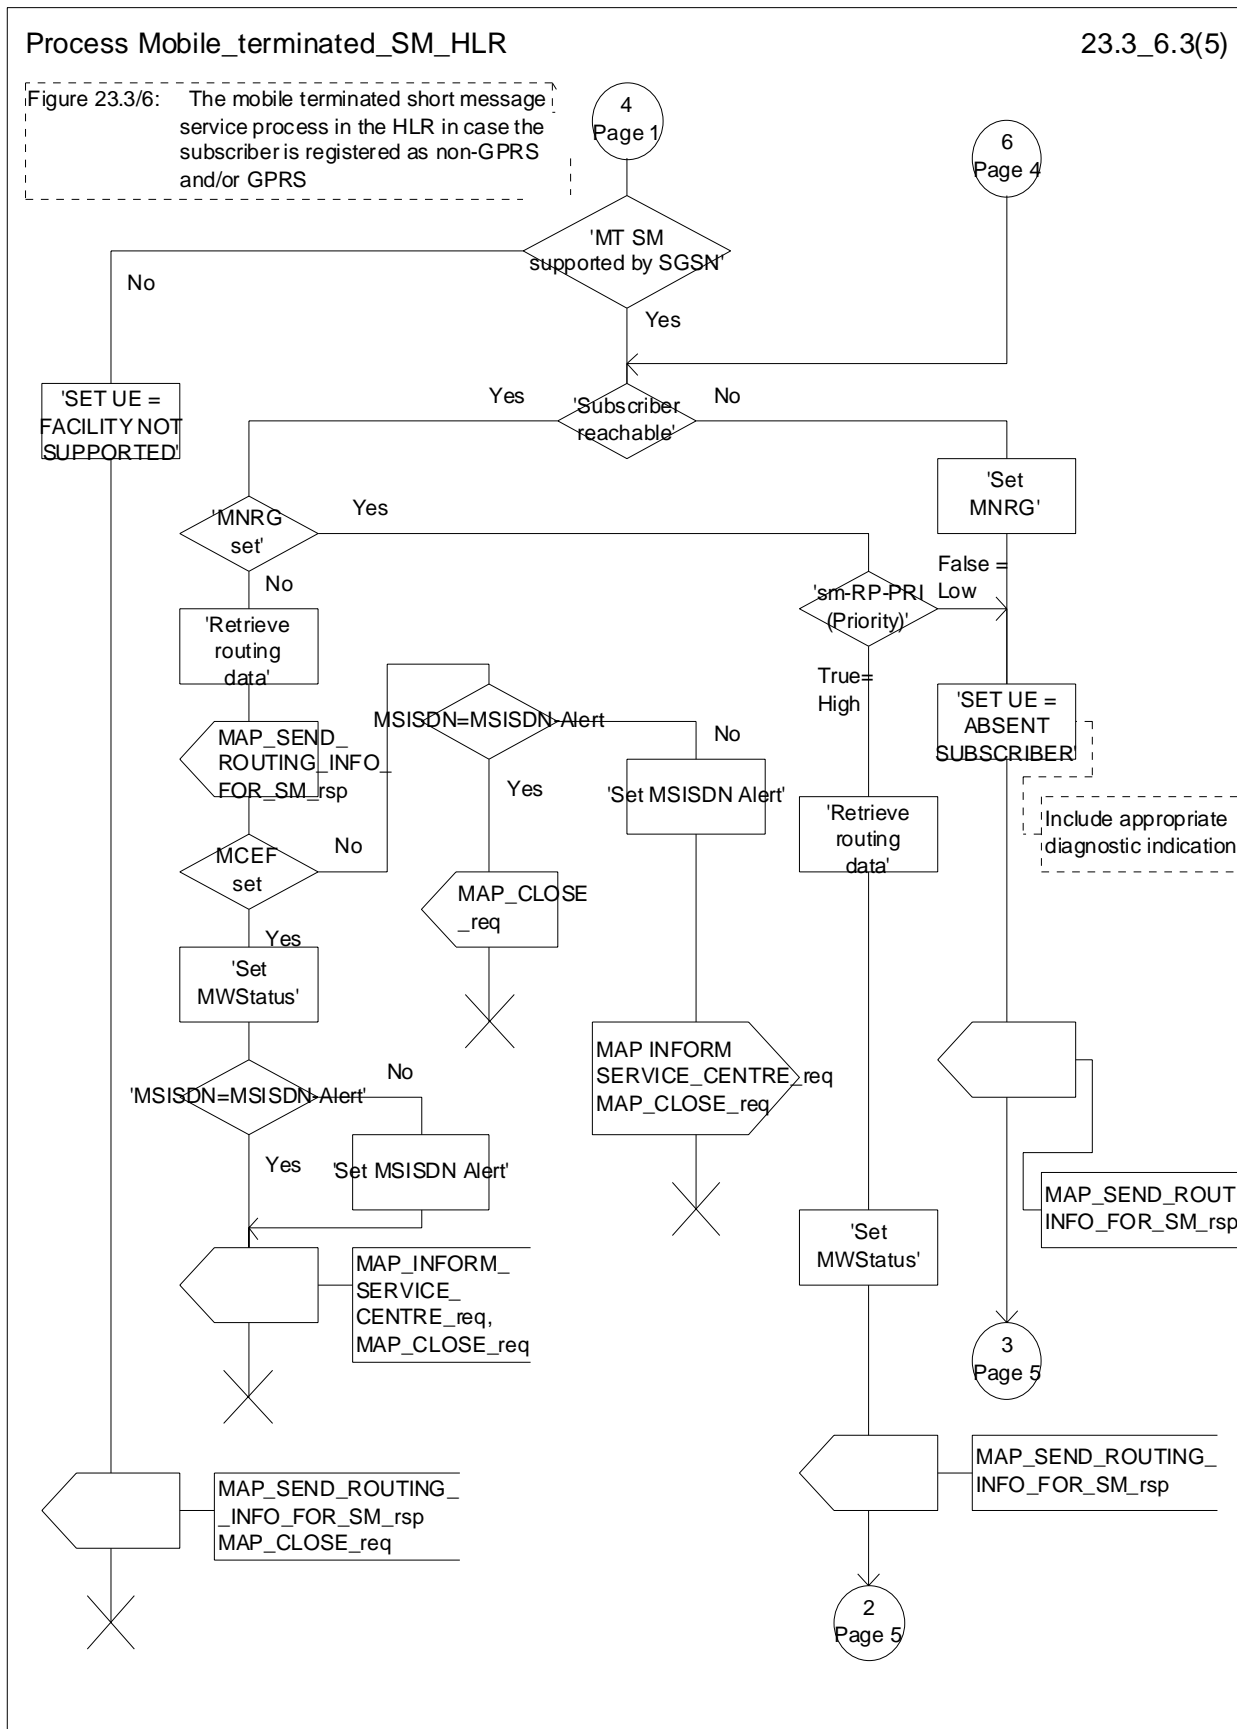 Process Mobile_terminated_SM_HLR
23.3_6.3(5)
Figure 23.3/6: The mobile terminated short message
service process in the HLR in case the
subscriber is registered as non-GPRS
and/or GPRS
4
Page 1
6
Page 4
'MT SM
supported by SGSN'
No
Yes
'SET UE =
FACILITY NOT
SUPPORTED'
Yes
'Subscriber
reachable'
No
'Set
MNRG'
'MNRG
set'
Yes
No
False =
Low
'sm-RP-PRI
(Priority)'
True=
High
'Retrieve
routing
data'
MSISDN=MSISDN-Alert
No
Yes
'SET UE =
ABSENT
SUBSCRIBER'
MAP_SEND_
ROUTING_INFO_
FOR_SM_rsp
'Set MSISDN Alert'
'Retrieve
routing
data'
Include appropriate
diagnostic indication
MCEF
set
No
Yes
MAP_CLOSE
_req
'Set
MWStatus'
MAP INFORM
SERVICE_CENTRE_req
MAP_CLOSE_req
'MSISDN=MSISDN-Alert'
No
Yes
'Set MSISDN Alert'
MAP_SEND_ROUT
INFO_FOR_SM_rsp
'Set
MWStatus'
MAP_INFORM_
SERVICE_
CENTRE_req,
MAP_CLOSE_req
3
Page 5
MAP_SEND_ROUTING_
INFO_FOR_SM_rsp
MAP_SEND_ROUTING_
_INFO_FOR_SM_rsp
MAP_CLOSE_req
2
Page 5